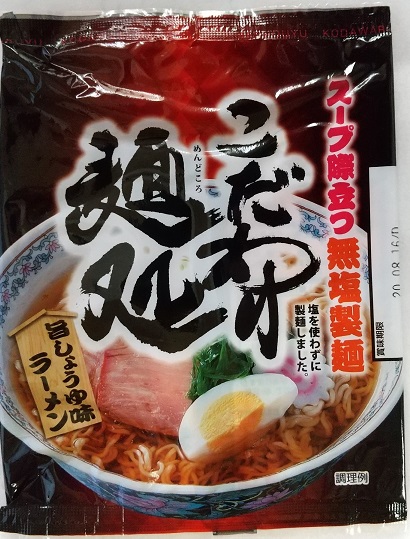 KODAWARI
スープ際立つ無塩製麺
こだわり
めんどころ
麺処
塩を使わずに
製麺しました。
20.08.16/D
賞味期限
旨しょうゆ味
ラーメン
調理例